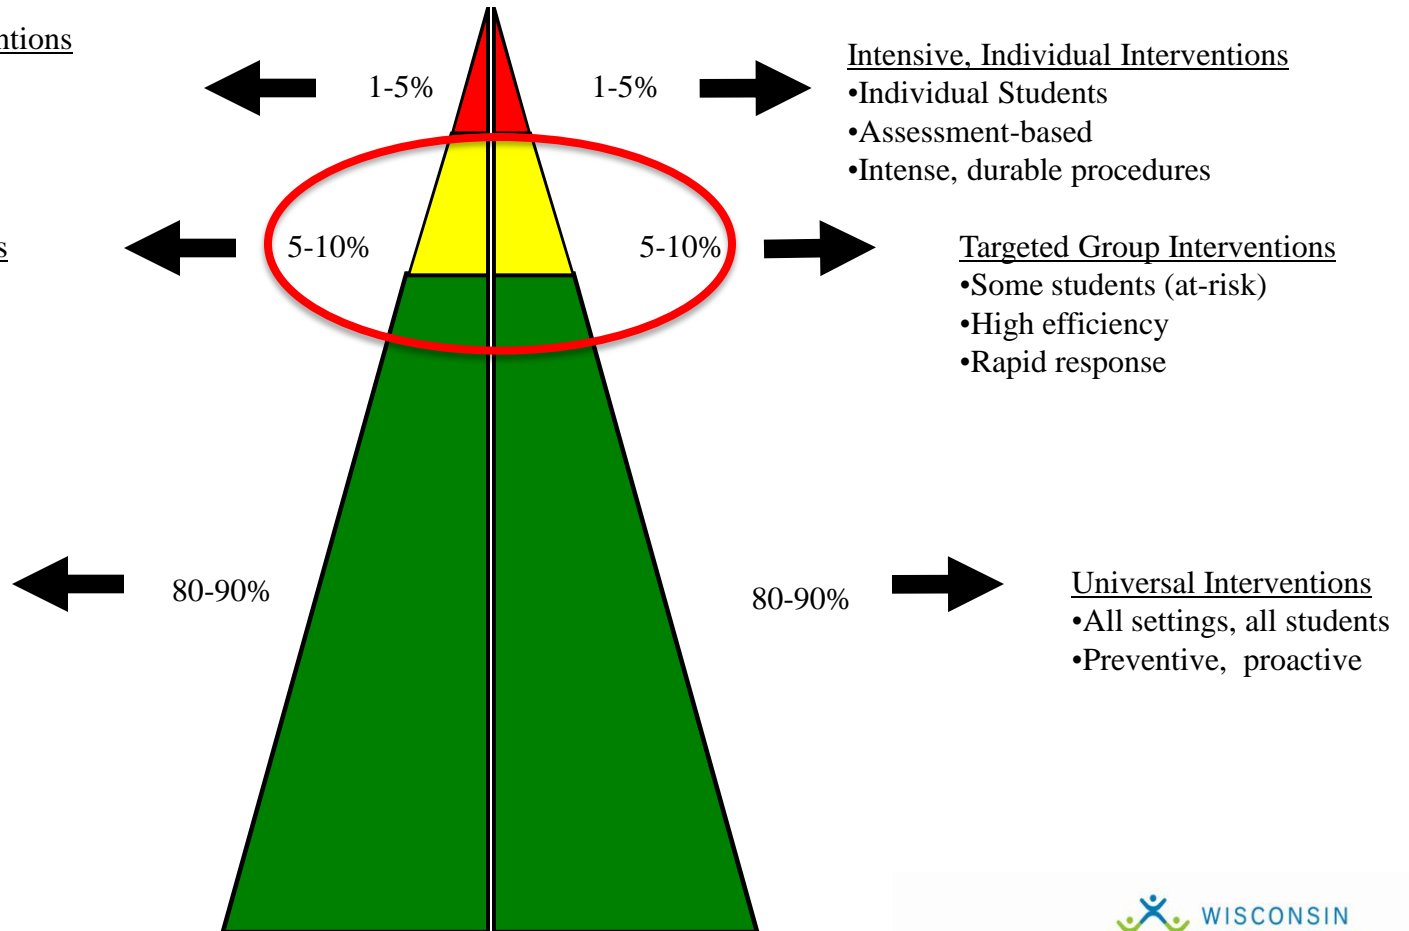 1-5%
1-5%
Intensive, Individual Interventions
•Individual Students
•Assessment-based
•Intense, durable procedures
5-10%
5-10%
Targeted Group Interventions
•Some students (at-risk)
•High efficiency
•Rapid response
80-90%
80-90%
Universal Interventions
•All settings, all students
•Preventive, proactive
WISCONSIN